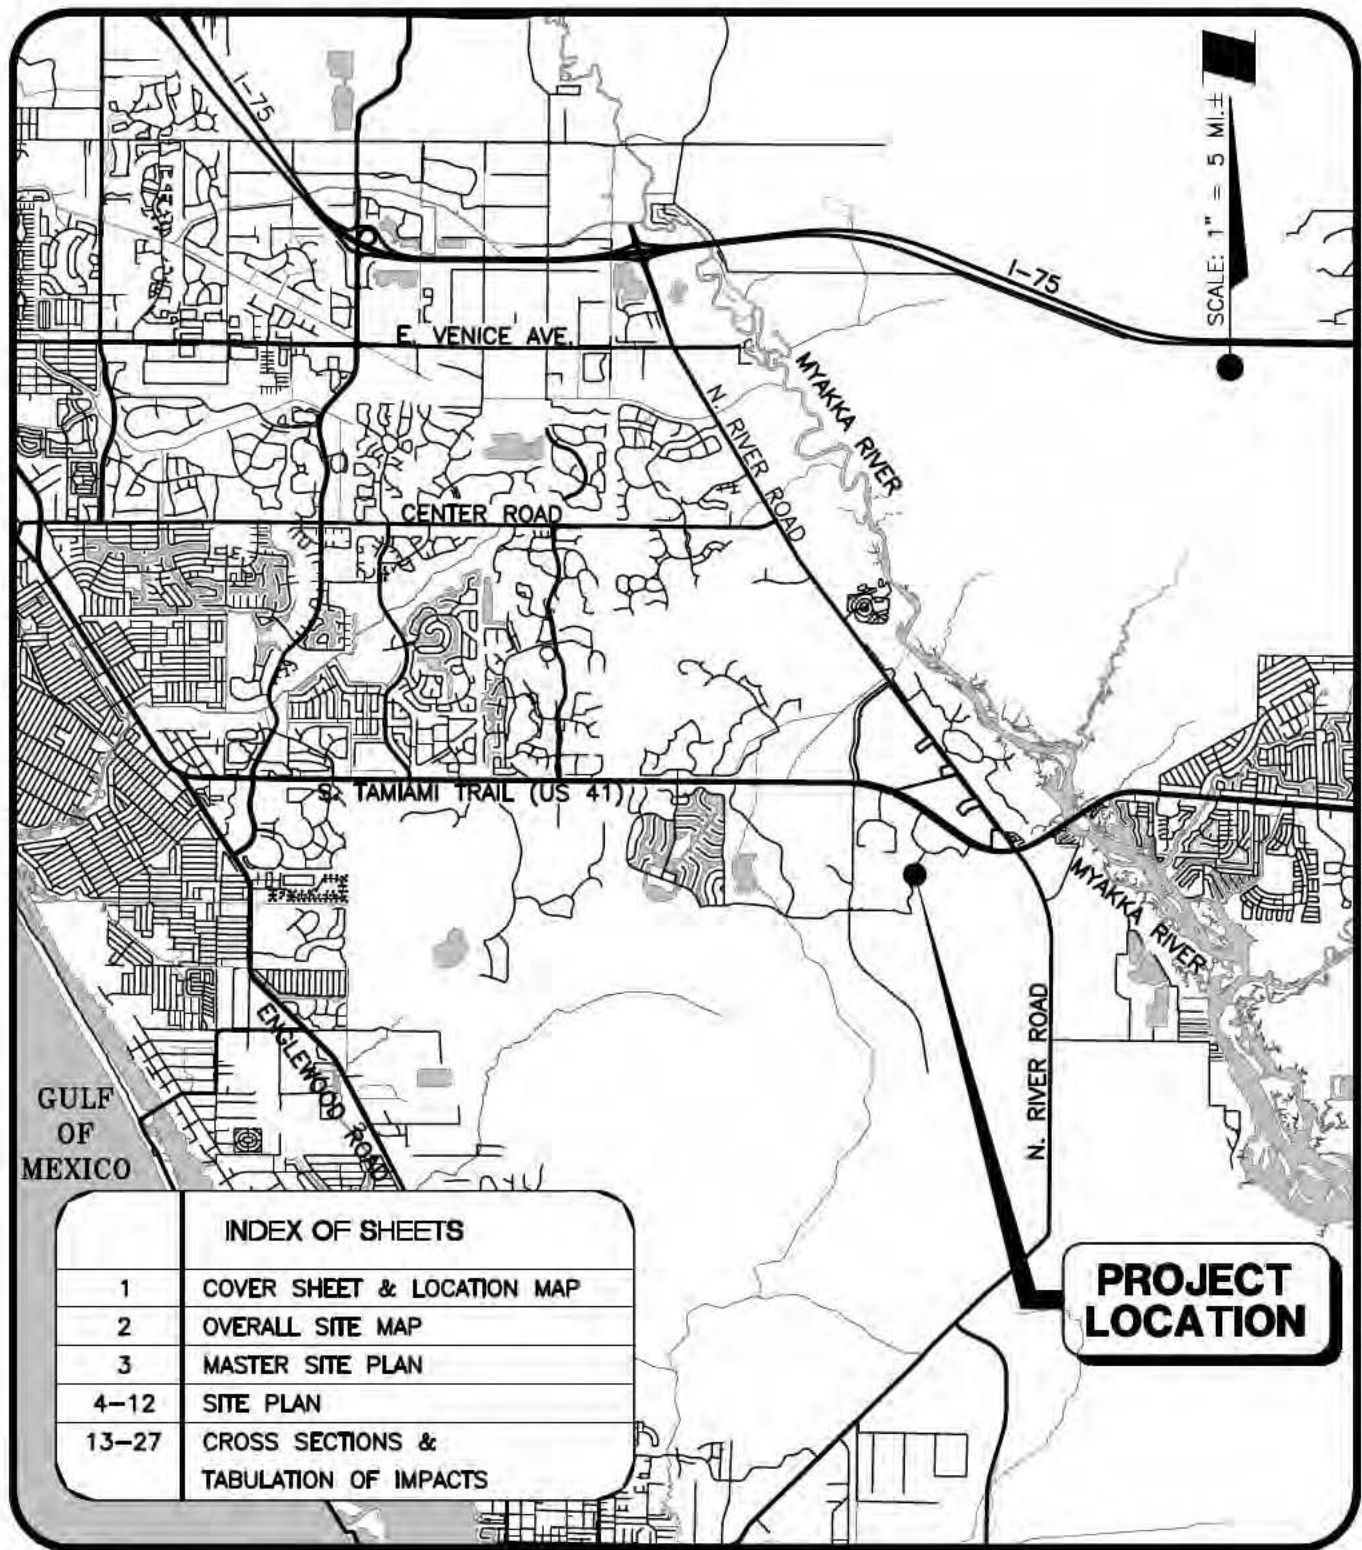 I-75
SCALE: 1" = 5 MI.±
I-75
E. VENICE AVE.
MYAKKA RIVER
N. RIVER ROAD
CENTER ROAD
S. TAMIAMI TRAIL (US 41)
MYAKKA RIVER
N. RIVER ROAD
ENGLEWOOD ROAD
GULF
OF
MEXICO
INDEX OF SHEETS
1 COVER SHEET & LOCATION MAP
2 OVERALL SITE MAP
3 MASTER SITE PLAN
4-12 SITE PLAN
13-27 CROSS SECTIONS &
TABULATION OF IMPACTS
PROJECT
LOCATION